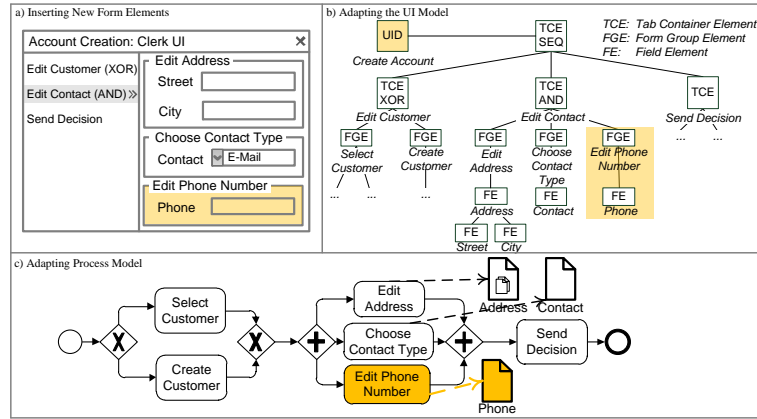 a) Inserting New Form Elements
Account Creation: Clerk UI
Edit Customer (XOR)
Edit Contact (AND)
Send Decision
Edit Address
Street
City
Choose Contact Type
Contact
E-Mail
Edit Phone Number
Phone
b) Adapting the UI Model
UID
Create Account
TCE
SEQ
TCE: Tab Container Element
FGE: Form Group Element
FE: Field Element
TCE
XOR
Edit Customer
TCE
AND
Edit Contact
TCE
Send Decision
... ...
FGE
Select
Customer
... ...
FGE
Create
Customer
...
FGE
Edit
Address
FGE
Choose
Contact
Type
FGE
Edit Phone
Number
FE
Address
FE
Contact
FE
Phone
FE
Street
FE
City
c) Adapting Process Model
X
Select
Customer
Create
Customer
X
Edit
Address
Choose
Contact Type
Edit Phone
Number
Address
Contact
Phone
Send
Decision